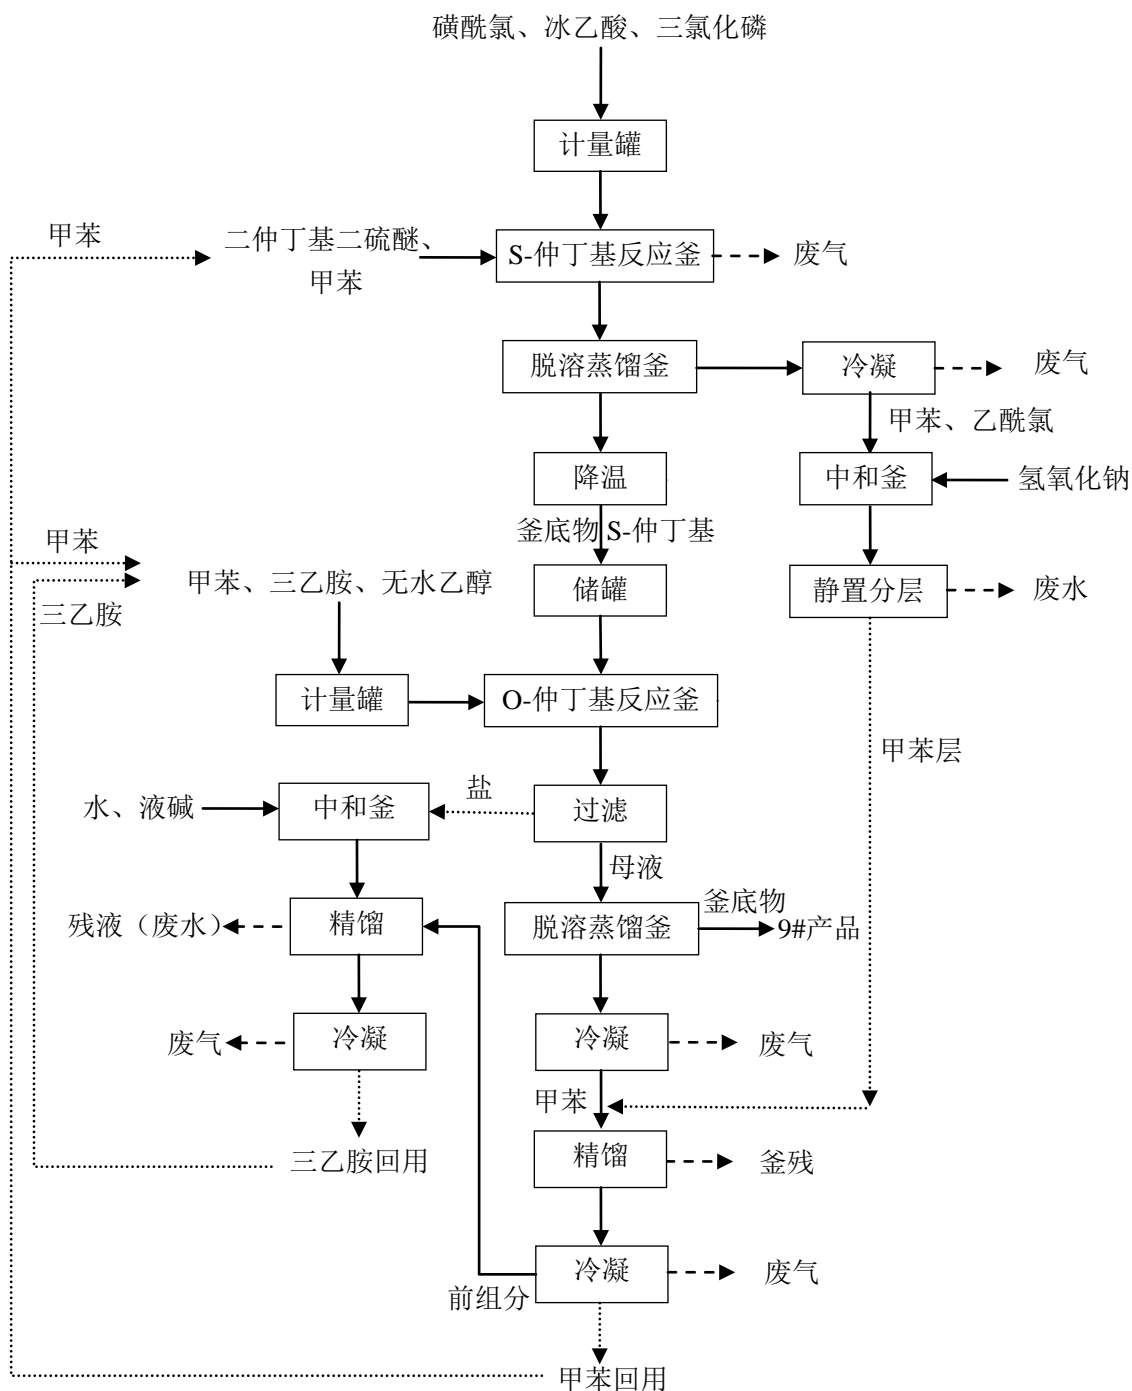 磺酰氯、冰乙酸、三氯化磷
计量罐
甲苯
二仲丁基二硫醚、
甲苯
S-仲丁基反应釜
废气
脱溶蒸馏釜
冷凝
废气
甲苯、乙酰氯
降温
中和釜
氢氧化钠
釜底物 S-仲丁基
甲苯
三乙胺
甲苯、三乙胺、无水乙醇
储罐
静置分层
废水
计量罐
O-仲丁基反应釜
甲苯层
水、液碱
中和釜
盐
过滤
母液
残液（废水）
精馏
脱溶蒸馏釜
釜底物
9#产品
废气
冷凝
冷凝
废气
甲苯
三乙胺回用
精馏
釜残
前组分
冷凝
废气
甲苯回用